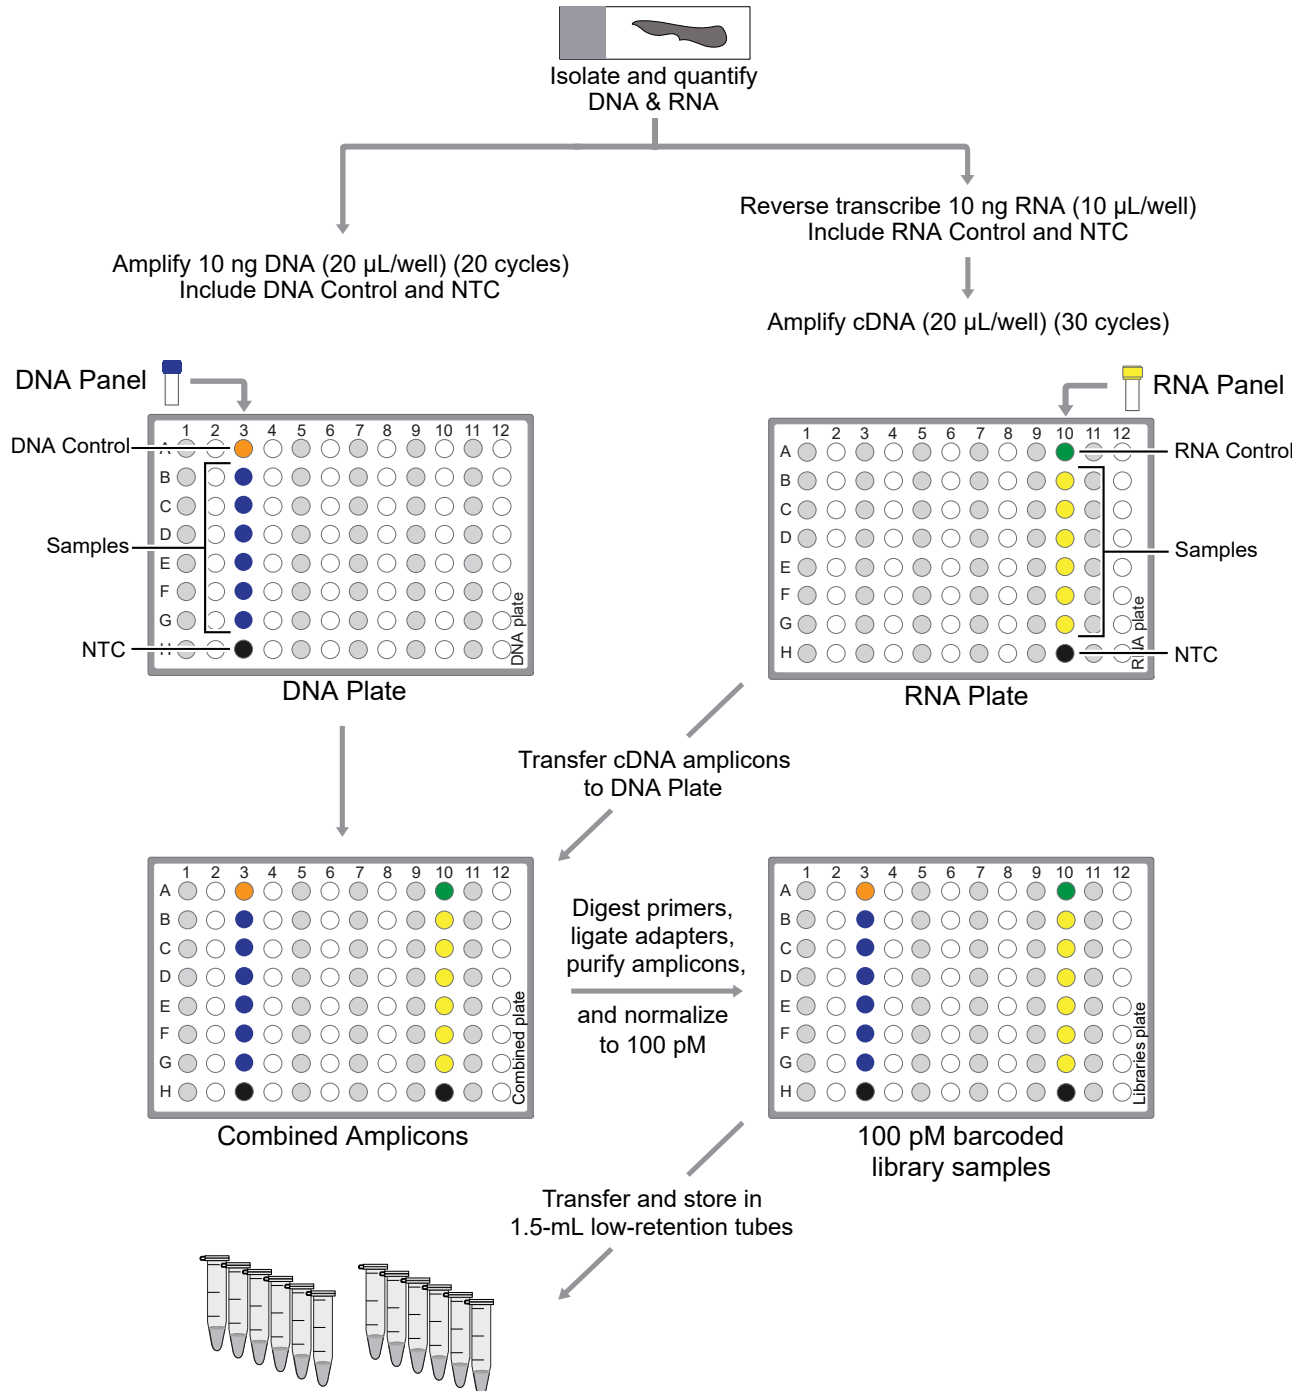 Isolate and quantify
DNA & RNA
Reverse transcribe 10 ng RNA (10 µL/well)
Include RNA Control and NTC
Amplify 10 ng DNA (20 µL/well) (20 cycles)
Include DNA Control and NTC
Amplify cDNA (20 µL/well) (30 cycles)
DNA Panel
1 2 3 4 5 6 7 8 9 10 11 12
DNA Control
A
B
C
D
Samples
E
F
G
NTC
H
DNA plate
DNA Plate
RNA Panel
1 2 3 4 5 6 7 8 9 10 11 12
A
RNA Control
B
C
D
Samples
E
F
G
H
NTC
RNA plate
RNA Plate
Transfer cDNA amplicons
to DNA Plate
1 2 3 4 5 6 7 8 9 10 11 12
A
B
C
D
E
F
G
H
Combined plate
Combined Amplicons
Digest primers,
ligate adapters,
purify amplicons,
and normalize
to 100 pM
1 2 3 4 5 6 7 8 9 10 11 12
A
B
C
D
E
F
G
H
Libraries plate
100 pM barcoded
library samples
Transfer and store in
1.5-mL low-retention tubes